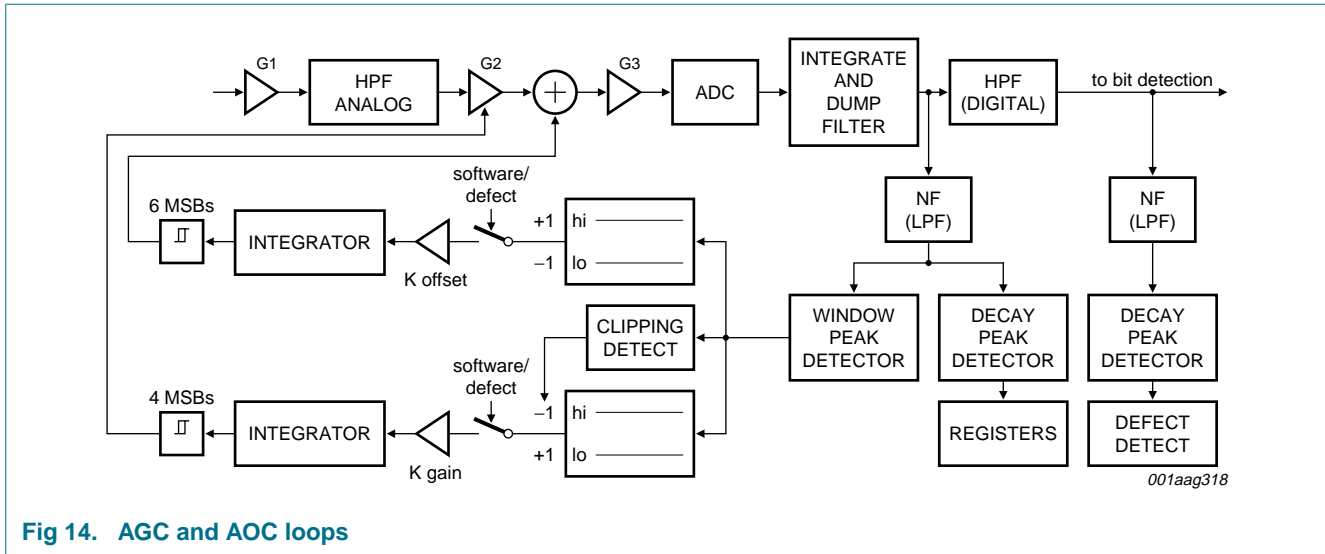 G1
HPF
ANALOG
G2
+
G3
ADC
INTEGRATE
AND
DUMP
FILTER
HPF
(DIGITAL)
to bit detection
NF
(LPF)
NF
(LPF)
6 MSBs
INTEGRATOR
K offset
software/
defect
+1
−1
hi
lo
CLIPPING
DETECT
WINDOW
PEAK
DETECTOR
DECAY
PEAK
DETECTOR
DECAY
PEAK
DETECTOR
4 MSBs
INTEGRATOR
K gain
software/
defect
−1
+1
hi
lo
REGISTERS
DEFECT
DETECT
001aag318
Fig 14. AGC and AOC loops